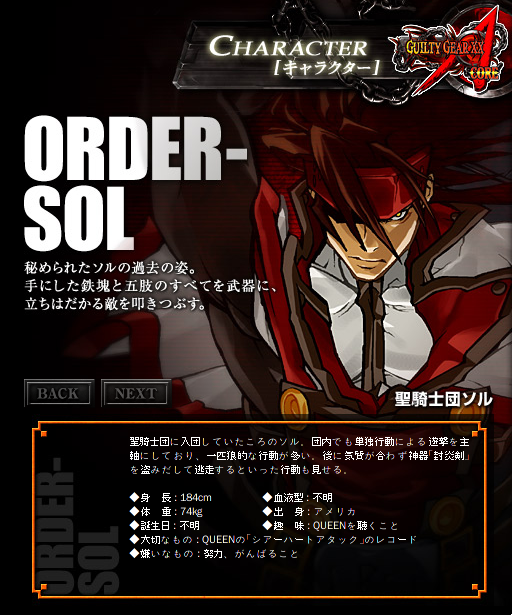 CHARACTER
[キャラクター]
GUILTY GEAR XX
CORE
ORDER-
SOL
秘められたソルの過去の姿。
手にした鉄塊と五肢のすべてを武器に、
立ちはだかる敵を叩きつぶす。
BACK
NEXT
聖騎士団ソル
聖騎士団に入団していたころのソル。団内でも単独行動による遊撃を主
軸にしており、一匹狼的な行動が多い。後に気質が合わず神器「封炎剣」
を盗みだして逃走するといった行動も見せる。
◆身　長：184cm　◆血液型：不明
◆体　重：74kg　◆出　身：アメリカ
◆誕生日：不明　◆趣　味：QUEENを聴くこと
◆大切なもの：QUEENの「シアーハートアタック」のレコード
◆嫌いなもの：努力、がんばること
ORDER-
SOL